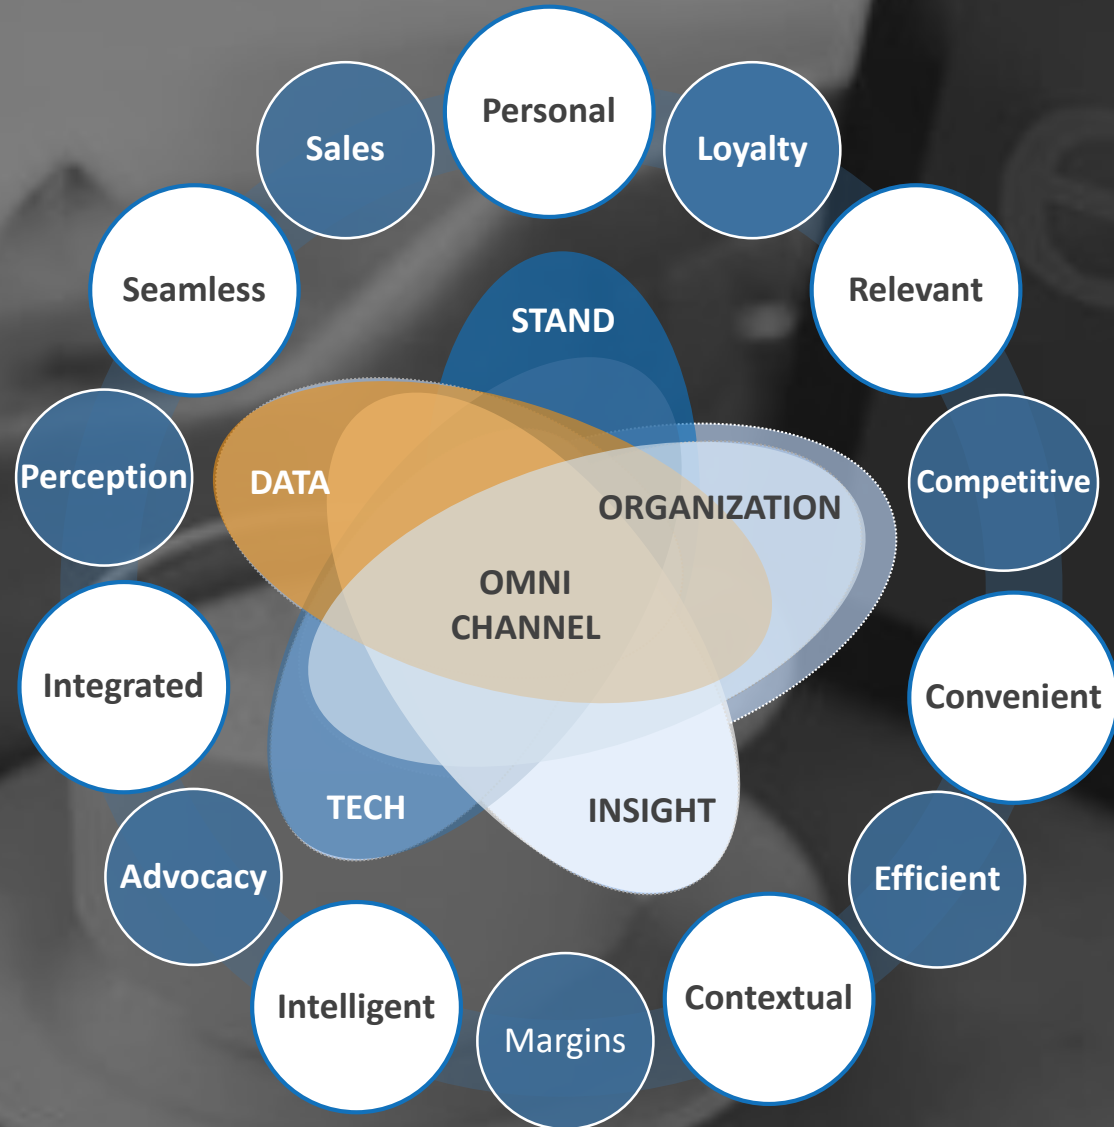 Personal
Sales
Loyalty
Seamless
Relevant
STAND
Perception
DATA
Competitive
ORGANIZATION
OMNI
CHANNEL
Integrated
Convenient
TECH
INSIGHT
Advocacy
Efficient
Intelligent
Contextual
Margins